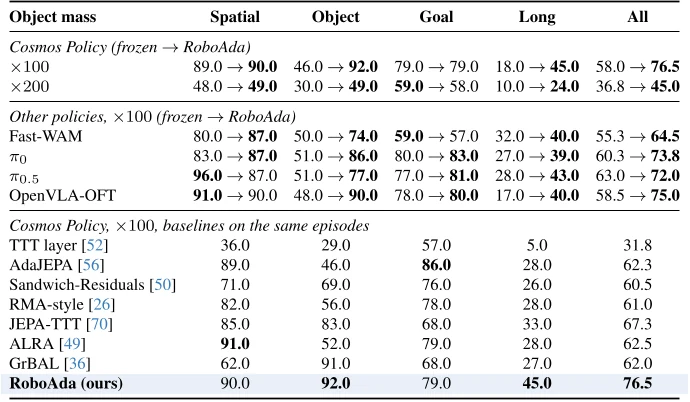 Object mass Spatial Object Goal Long All
Cosmos Policy (frozen → RoboAda)
×100 89.0 → 90.0 46.0 → 92.0 79.0 → 79.0 18.0 → 45.0 58.0 → 76.5
×200 48.0 → 49.0 30.0 → 49.0 59.0 → 58.0 10.0 → 24.0 36.8 → 45.0
Other policies, ×100 (frozen → RoboAda)
Fast-WAM 80.0 → 87.0 50.0 → 74.0 59.0 → 57.0 32.0 → 40.0 55.3 → 64.5
π₀ 83.0 → 87.0 51.0 → 86.0 80.0 → 83.0 27.0 → 39.0 60.3 → 73.8
π₀.₅ 96.0 → 87.0 51.0 → 77.0 77.0 → 81.0 28.0 → 43.0 63.0 → 72.0
OpenVLA-OFT 91.0 → 90.0 48.0 → 90.0 78.0 → 80.0 17.0 → 40.0 58.5 → 75.0
Cosmos Policy, ×100, baselines on the same episodes
TTT layer [52] 36.0 29.0 57.0 5.0 31.8
AdaJEPA [56] 89.0 46.0 86.0 28.0 62.3
Sandwich-Residuals [50] 71.0 69.0 76.0 26.0 60.5
RMA-style [26] 82.0 56.0 78.0 28.0 61.0
JEPA-TTT [70] 85.0 83.0 68.0 33.0 67.3
ALRA [49] 91.0 52.0 79.0 28.0 62.5
GrBAL [36] 62.0 91.0 68.0 27.0 62.0
RoboAda (ours) 90.0 92.0 79.0 45.0 76.5